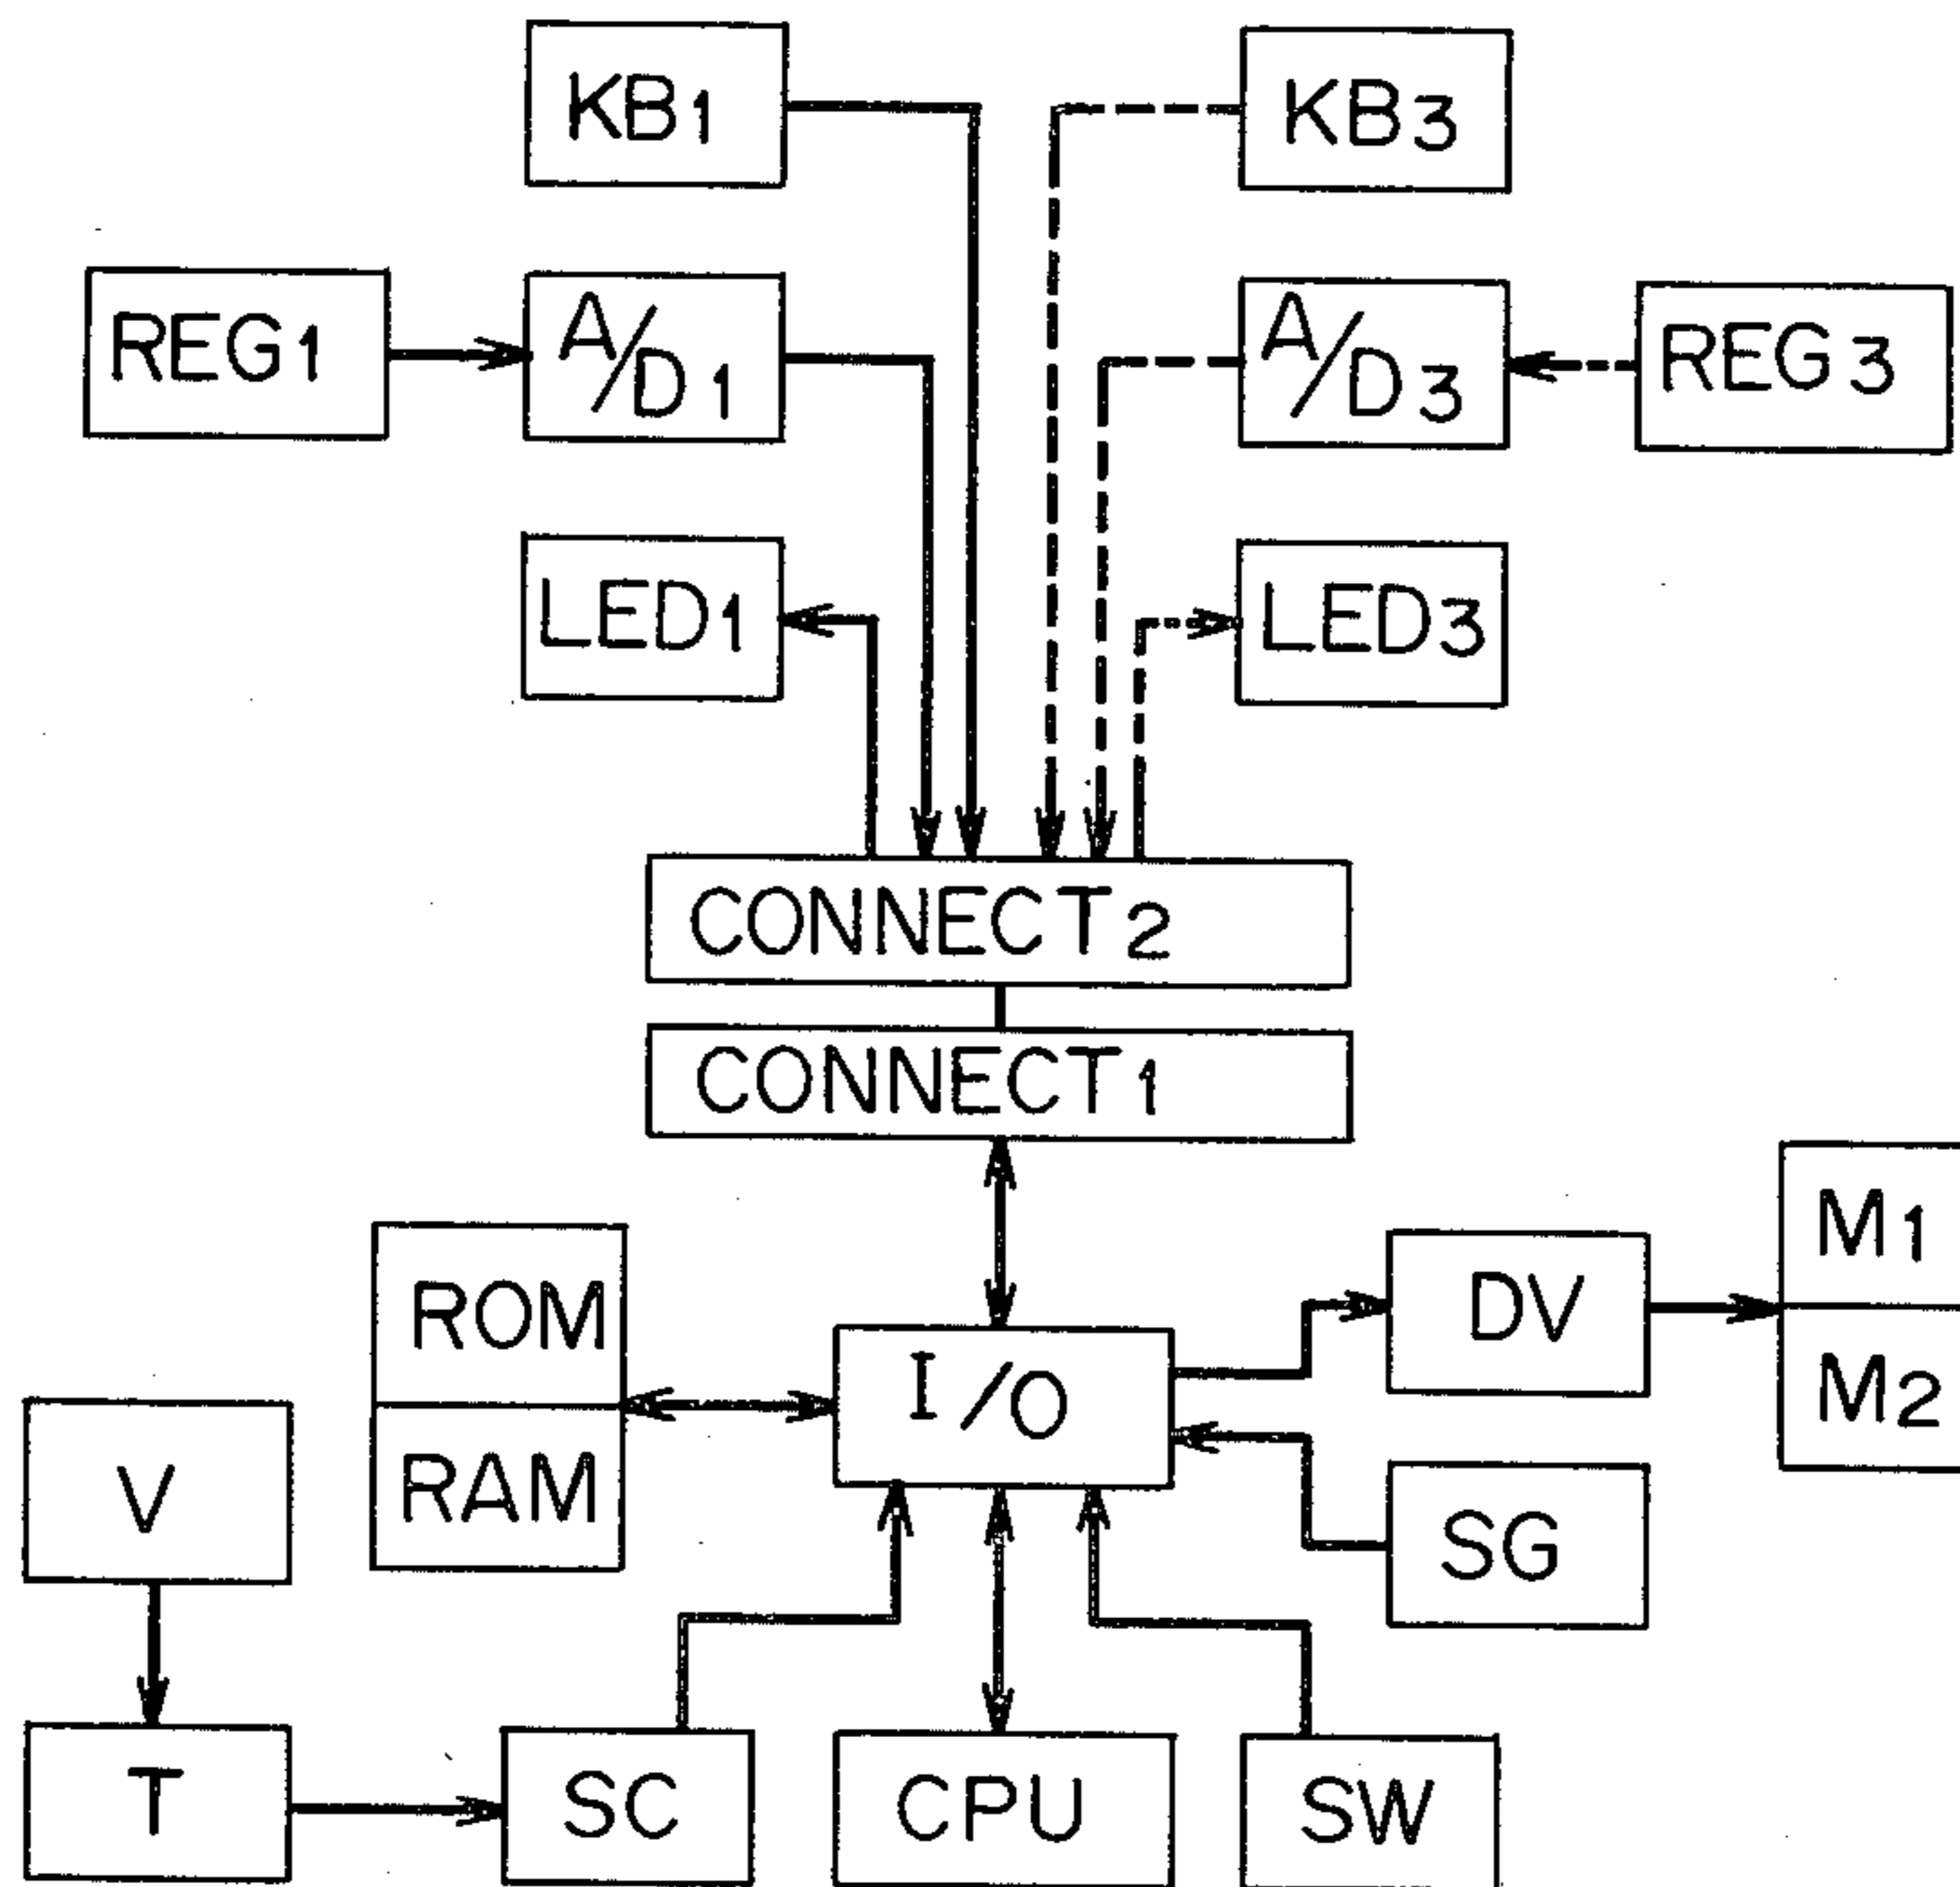 KB1
KB3
REG1
A/D1
A/D3
REG3
LED1
LED3
CONNECT2
CONNECT1
M1
ROM
DV
I/O
M2
V
RAM
SG
T
SC
CPU
SW